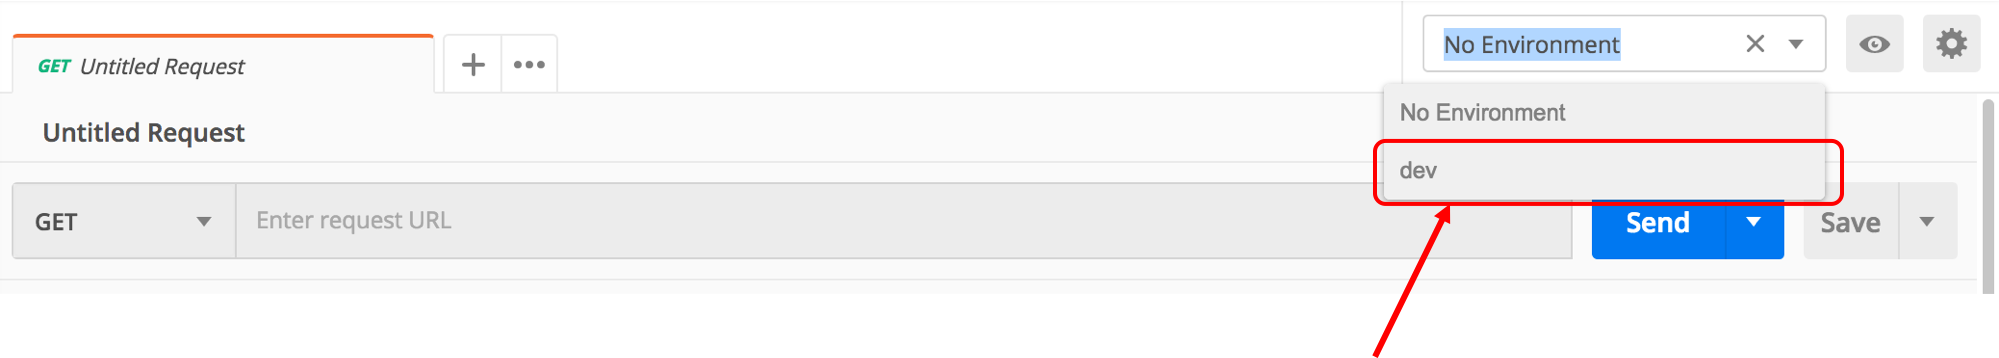 No Environment
GET Untitled Request
No Environment
Untitled Request
dev
GET
Enter request URL
Send
Save